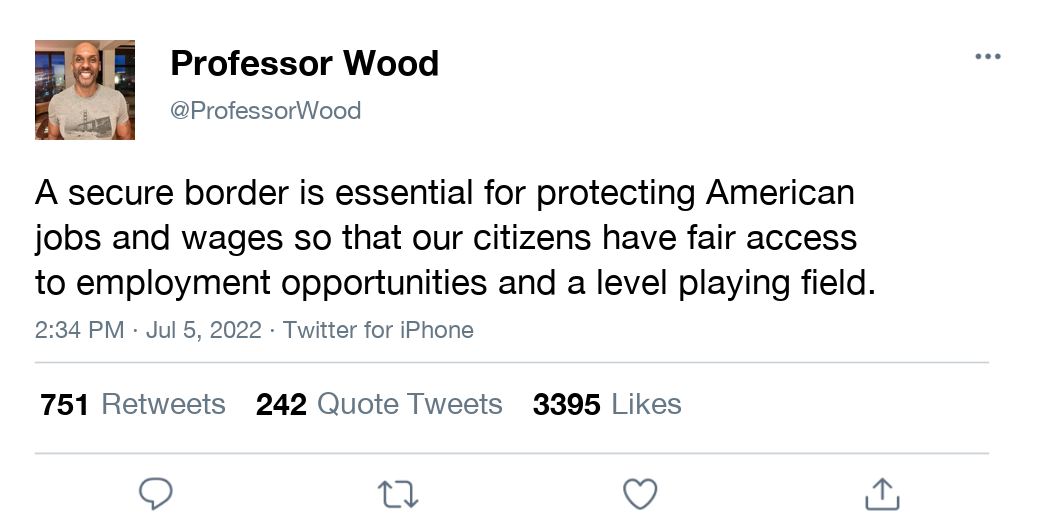 Professor Wood
@ProfessorWood
A secure border is essential for protecting American
jobs and wages so that our citizens have fair access
to employment opportunities and a level playing field.
2:34 PM · Jul 5, 2022 · Twitter for iPhone
751 Retweets 242 Quote Tweets 3395 Likes